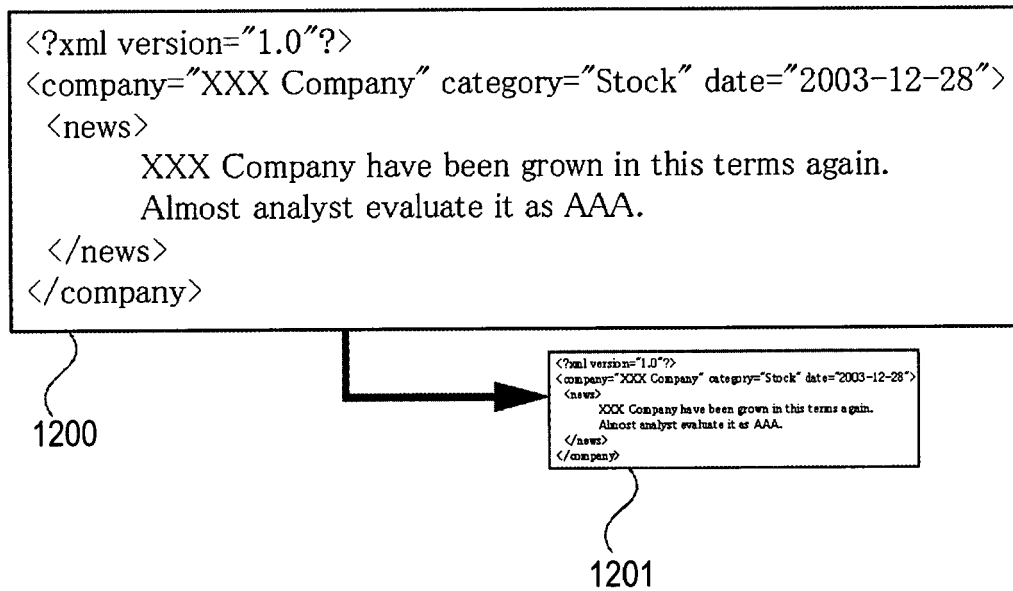 <?xml version="1.0"?>
<company="XXX Company" category="Stock" date="2003-12-28">
<news>
XXX Company have been grown in this terms again.
Almost analyst evaluate it as AAA.
</news>
</company>
1200
<?xml version="1.0"?>
<company="XXX Company" category="Stock" date="2003-12-28">
<news>
XXX Company have been grown in this terms again.
Almost analyst evaluate it as AAA.
</news>
</company>
1201